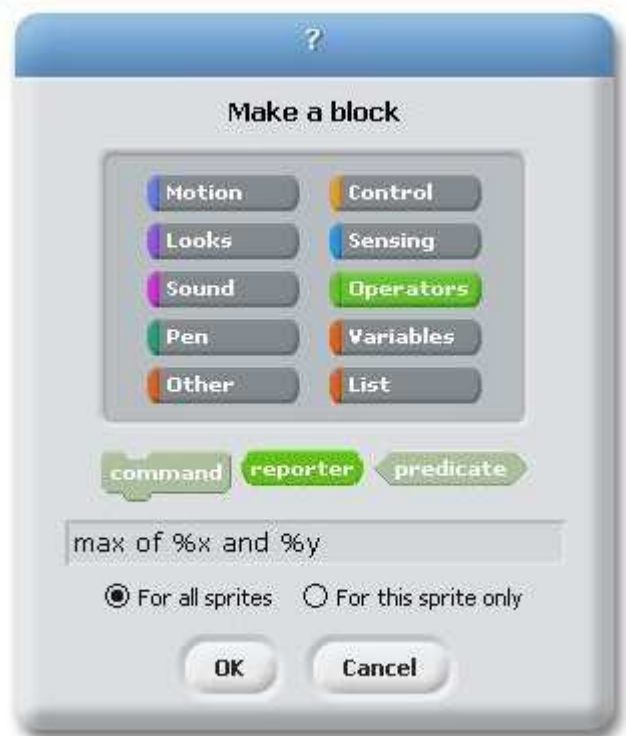 ?
Make a block
Motion Control
Looks Sensing
Sound Operators
Pen Variables
Other List
command reporter predicate
max of %x and %y
For all sprites For this sprite only
OK Cancel